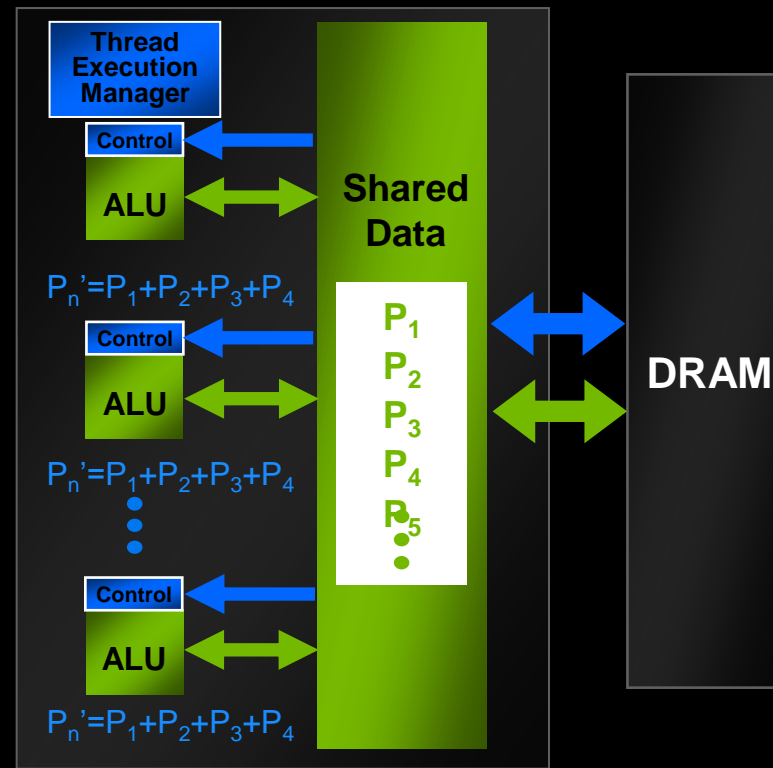 Thread
Execution
Manager
Control
ALU
Pₙ’=P₁+P₂+P₃+P₄
Control
ALU
Pₙ’=P₁+P₂+P₃+P₄
Control
ALU
Pₙ’=P₁+P₂+P₃+P₄
Shared
Data
P₁
P₂
P₃
P₄
P₅
DRAM